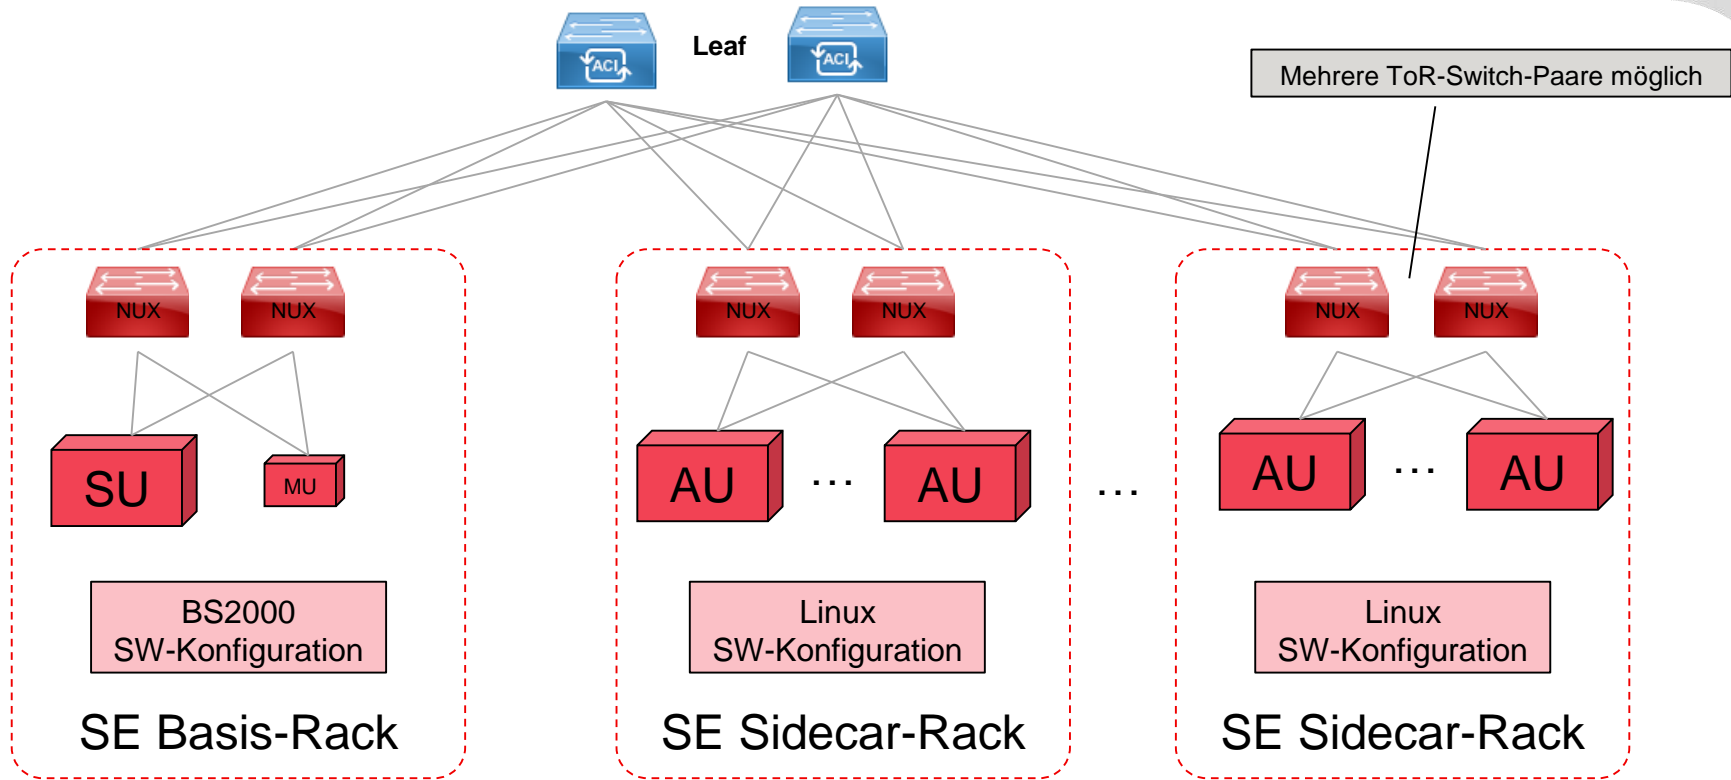 Leaf
ACI
ACI
Mehrere ToR-Switch-Paare möglich
NUX
NUX
NUX
NUX
NUX
NUX
SU
MU
AU
...
AU
...
AU
...
AU
BS2000
SW-Konfiguration
Linux
SW-Konfiguration
Linux
SW-Konfiguration
SE Basis-Rack
SE Sidecar-Rack
SE Sidecar-Rack